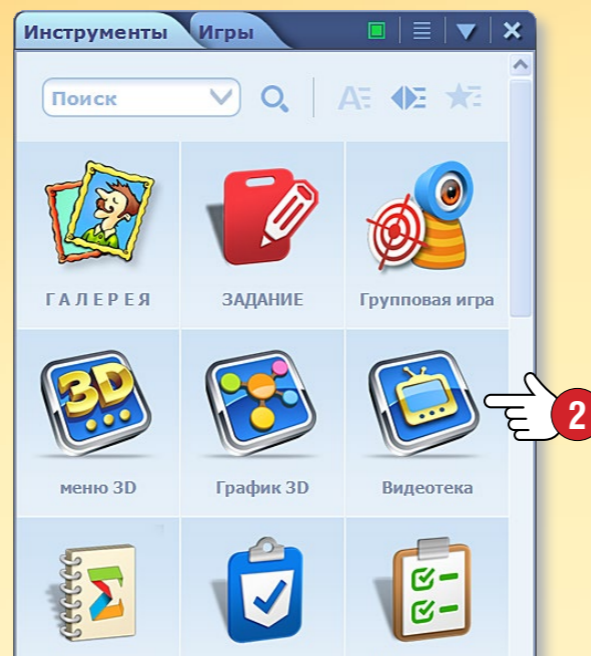 Инструменты Игры
Поиск
ГАЛЕРЕЯ ЗАДАНИЕ Групповая игра
3D
меню 3D График 3D Видеотека
2
Σ